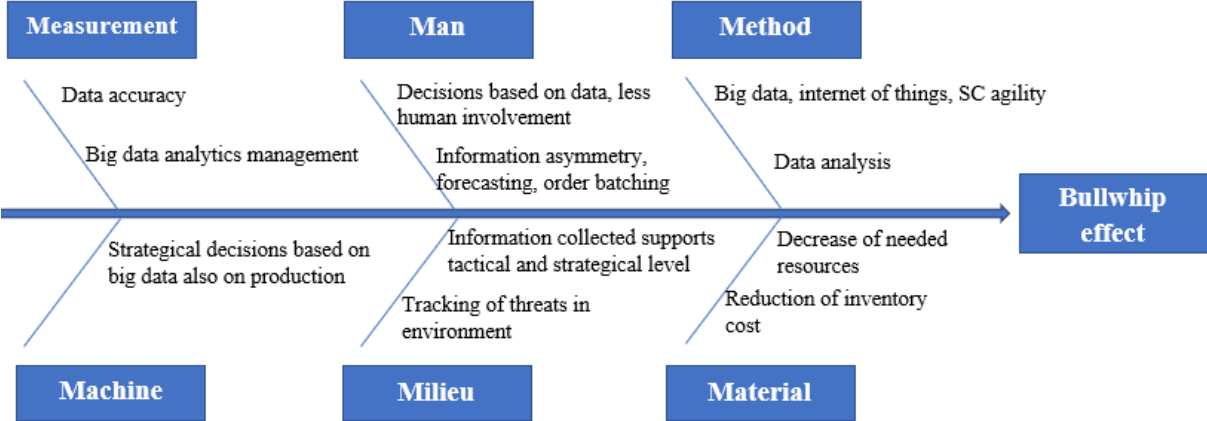 Measurement
Man
Method
Data accuracy
Big data analytics management
Decisions based on data, less
human involvement
Information asymmetry,
forecasting, order batching
Big data, internet of things, SC agility
Data analysis
Bullwhip
effect
Strategical decisions based on
big data also on production
Information collected supports
tactical and strategical level
Tracking of threats in
environment
Decrease of needed
resources
Reduction of inventory
cost
Machine
Milieu
Material